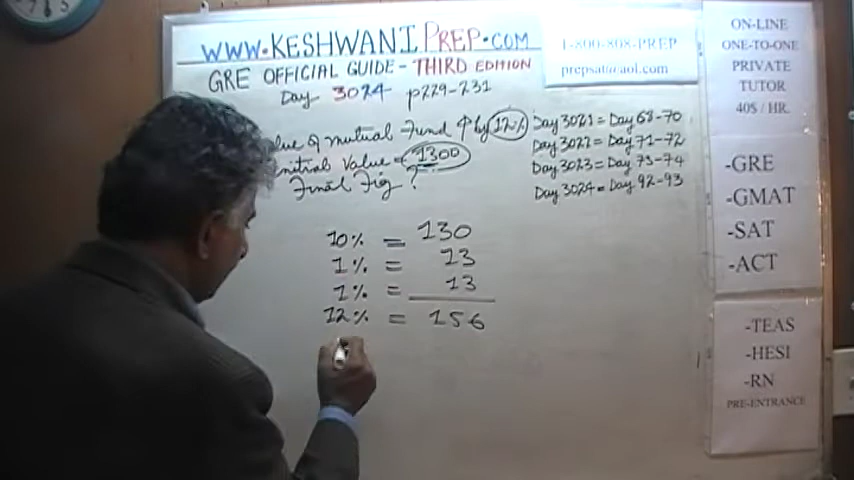 WWW.KESHWANIPREP.COM
GRE OFFICIAL GUIDE - THIRD EDITION
Day 3024 p229-231
1-800-808-PREP
prepsat@aol.com
of mutual Fund ↑ by 12%
initial Value = 1300
Final Fig ?
Day 3021 = Day 68-70
Day 3022 = Day 71-72
Day 3023 = Day 73-74
Day 3024 = Day 92-93
10% = 130
1% = 13
1% = 13
12% = 156
ON-LINE
ONE-TO-ONE
PRIVATE
TUTOR
40$ / HR.
-GRE
-GMAT
-SAT
-ACT
-TEAS
-HESI
-RN
PRE-ENTRANCE